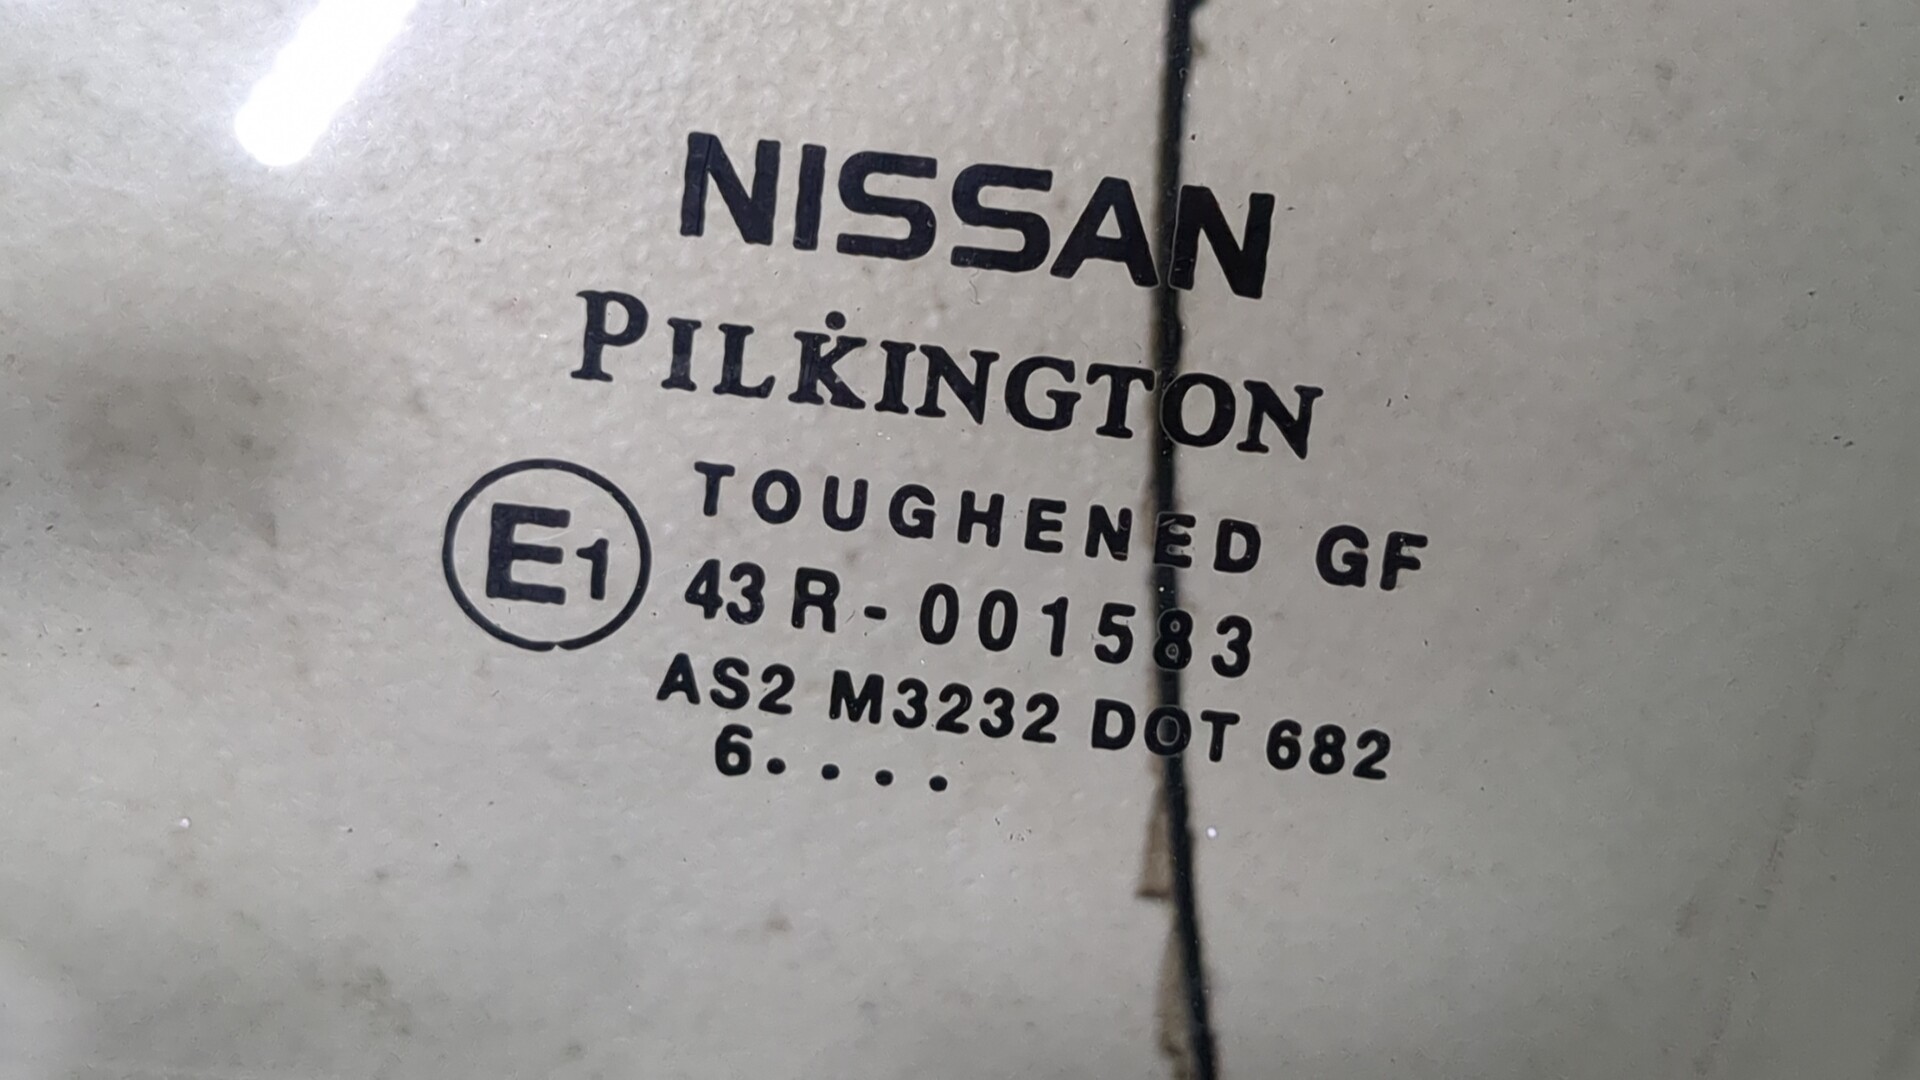 NISSAN
PILKINGTON
E1
TOUGHENED GF
43R-001583
AS2 M3232 DOT 682
6....